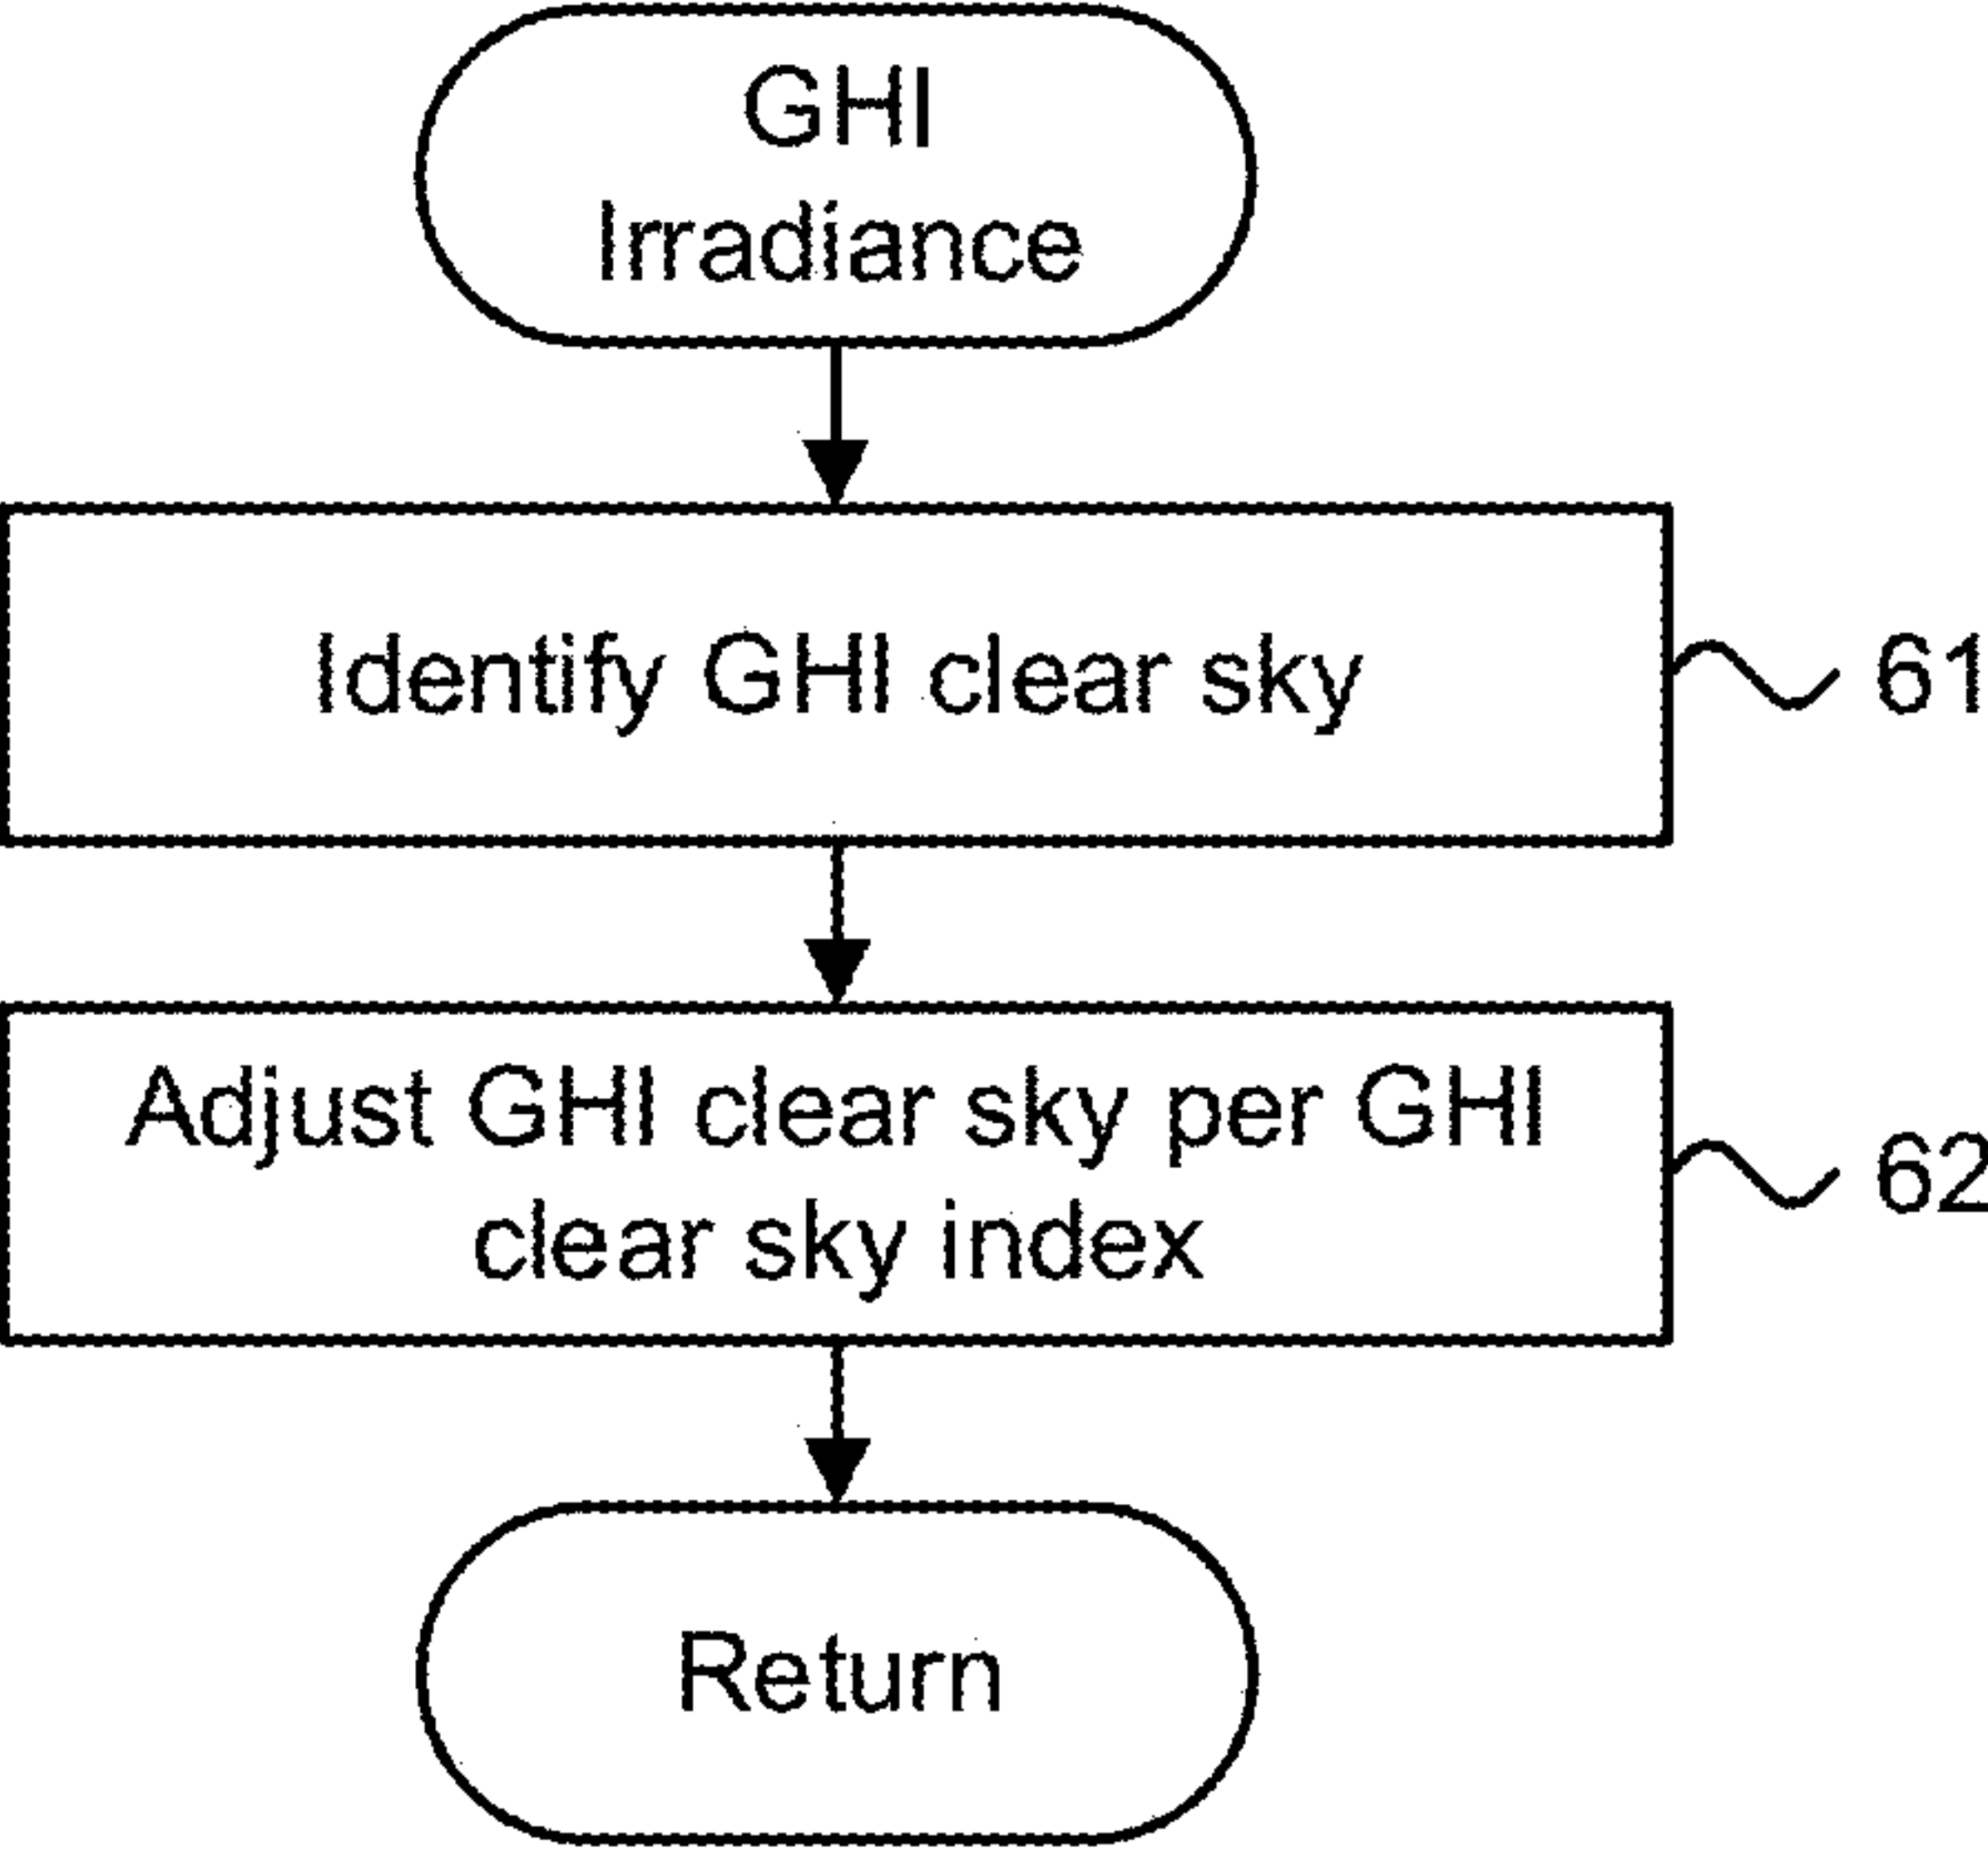 GHI
Irradiance
Identify GHI clear sky
61
Adjust GHI clear sky per GHI
clear sky index
62
Return